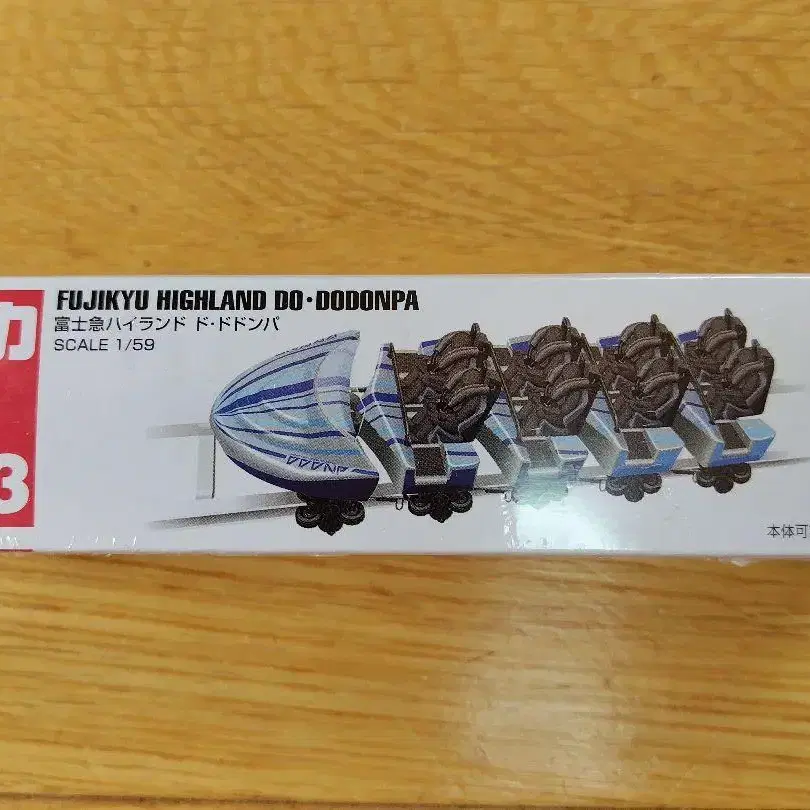 カ
3
FUJIKYU HIGHLAND DO・DODONPA
富士急ハイランド ド・ドドンパ
SCALE 1/59
本体可